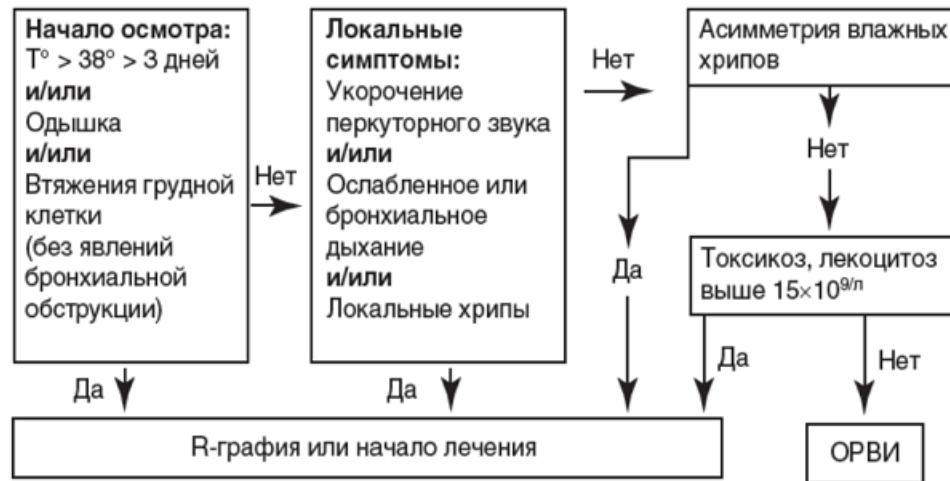 Начало осмотра:
T° > 38° > 3 дней
и/или
Одышка
и/или
Втяжения грудной
клетки
(без явлений
бронхиальной
обструкции)
Нет
Да
Локальные
симптомы:
Укорочение
перкуторного звука
и/или
Ослабленное или
бронхиальное
дыхание
и/или
Локальные хрипы
Нет
Да
Асимметрия влажных
хрипов
Да
Нет
Токсикоз, лекоцитоз
выше 15×10⁹/л
Да
Нет
R-графия или начало лечения
ОРВИ